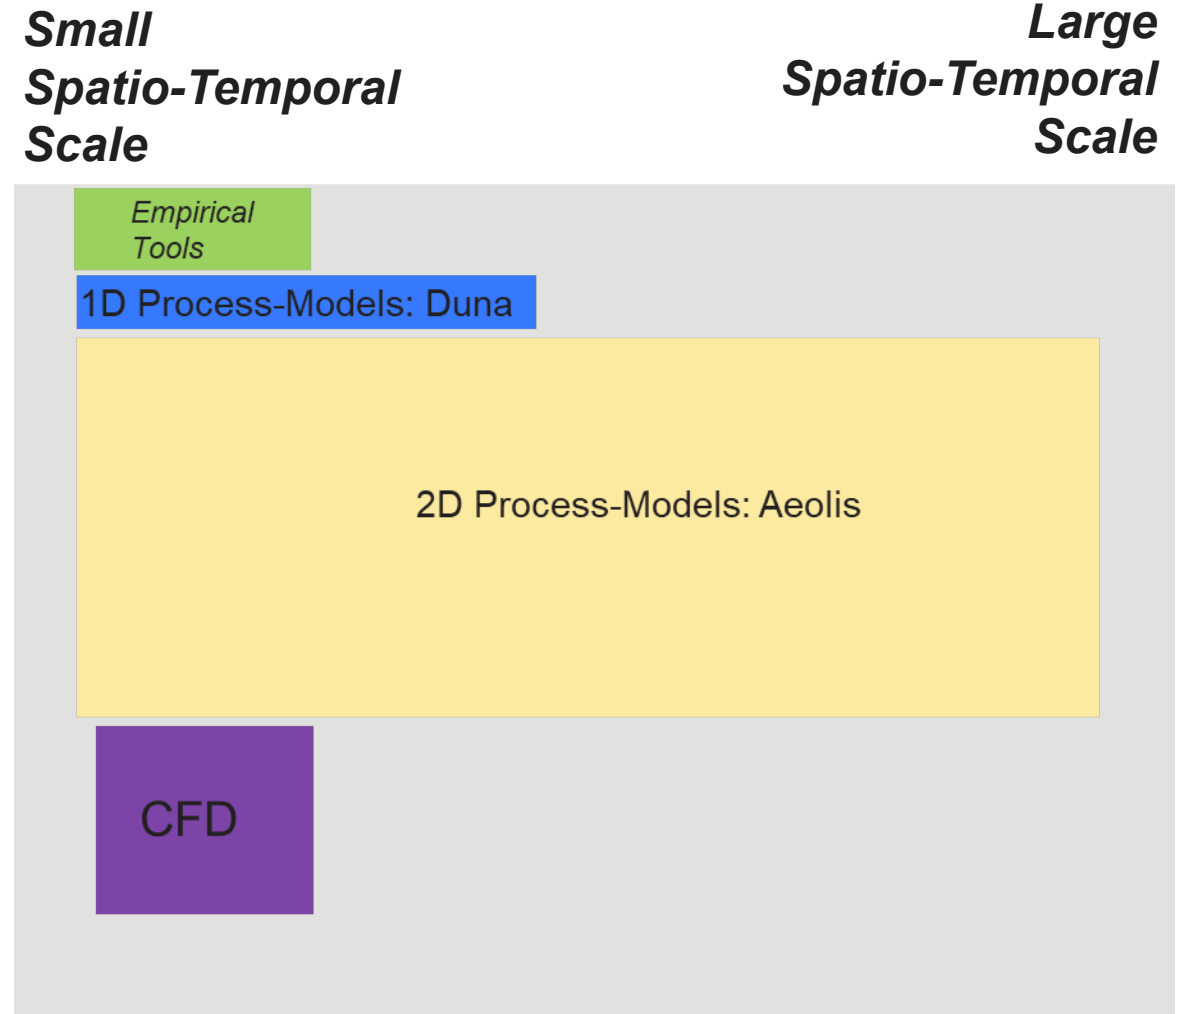 Small
Spatio-Temporal
Scale
Large
Spatio-Temporal
Scale
Empirical
Tools
1D Process-Models: Duna
2D Process-Models: Aeolis
CFD